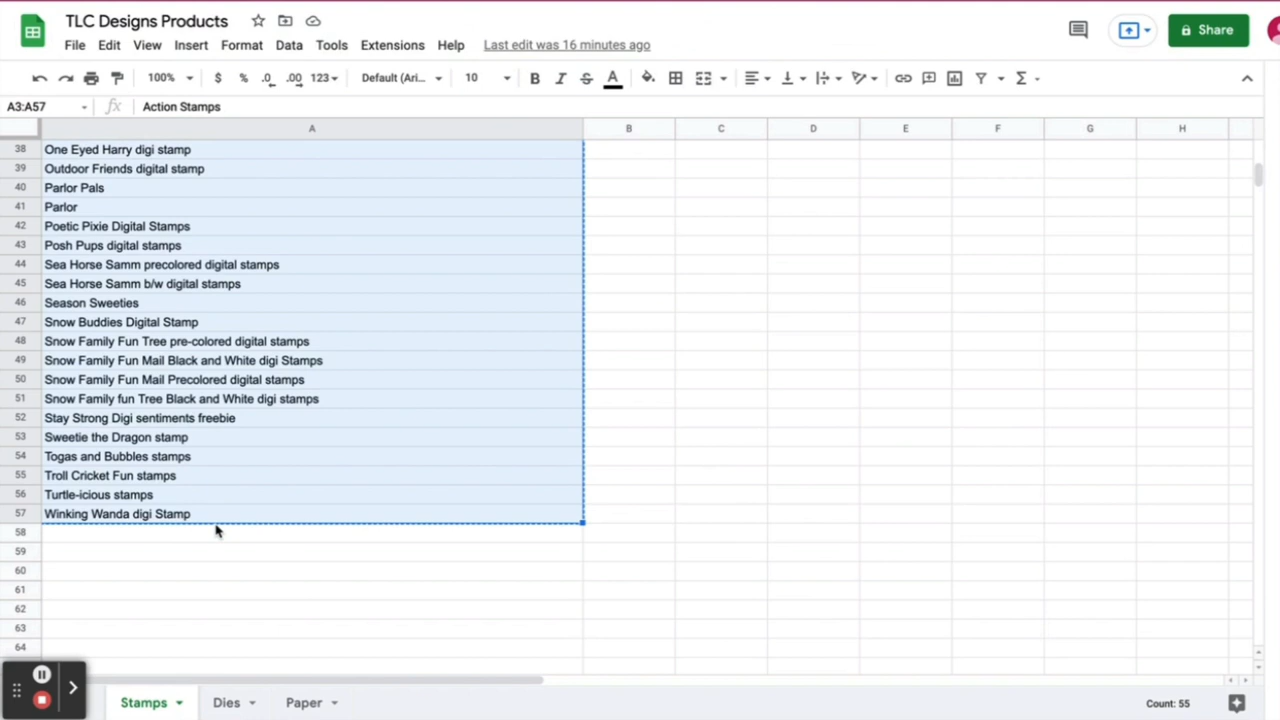 TLC Designs Products
File Edit View Insert Format Data Tools Extensions Help Last edit was 16 minutes ago
Share
100% $ % .0 .00 123 Default (Ari... 10 B I S A
A3:A57 fx Action Stamps
A B C D E F G H
38 One Eyed Harry digi stamp
39 Outdoor Friends digital stamp
40 Parlor Pals
41 Parlor
42 Poetic Pixie Digital Stamps
43 Posh Pups digital stamps
44 Sea Horse Samm precolored digital stamps
45 Sea Horse Samm b/w digital stamps
46 Season Sweeties
47 Snow Buddies Digital Stamp
48 Snow Family Fun Tree pre-colored digital stamps
49 Snow Family Fun Mail Black and White digi Stamps
50 Snow Family Fun Mail Precolored digital stamps
51 Snow Family fun Tree Black and White digi stamps
52 Stay Strong Digi sentiments freebie
53 Sweetie the Dragon stamp
54 Togas and Bubbles stamps
55 Troll Cricket Fun stamps
56 Turtle-icious stamps
57 Winking Wanda digi Stamp
58
59
60
61
62
63
64
Stamps Dies Paper Count: 55